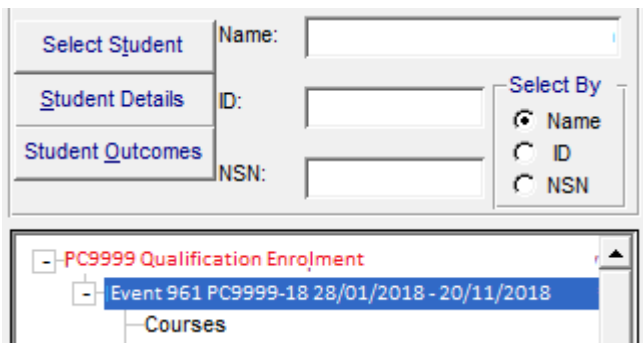 Select Student
Name:
Student Details
ID:
Student Outcomes
NSN:
Select By
Name
ID
NSN
PC9999 Qualification Enrolment
Event 961 PC9999-18 28/01/2018 - 20/11/2018
Courses